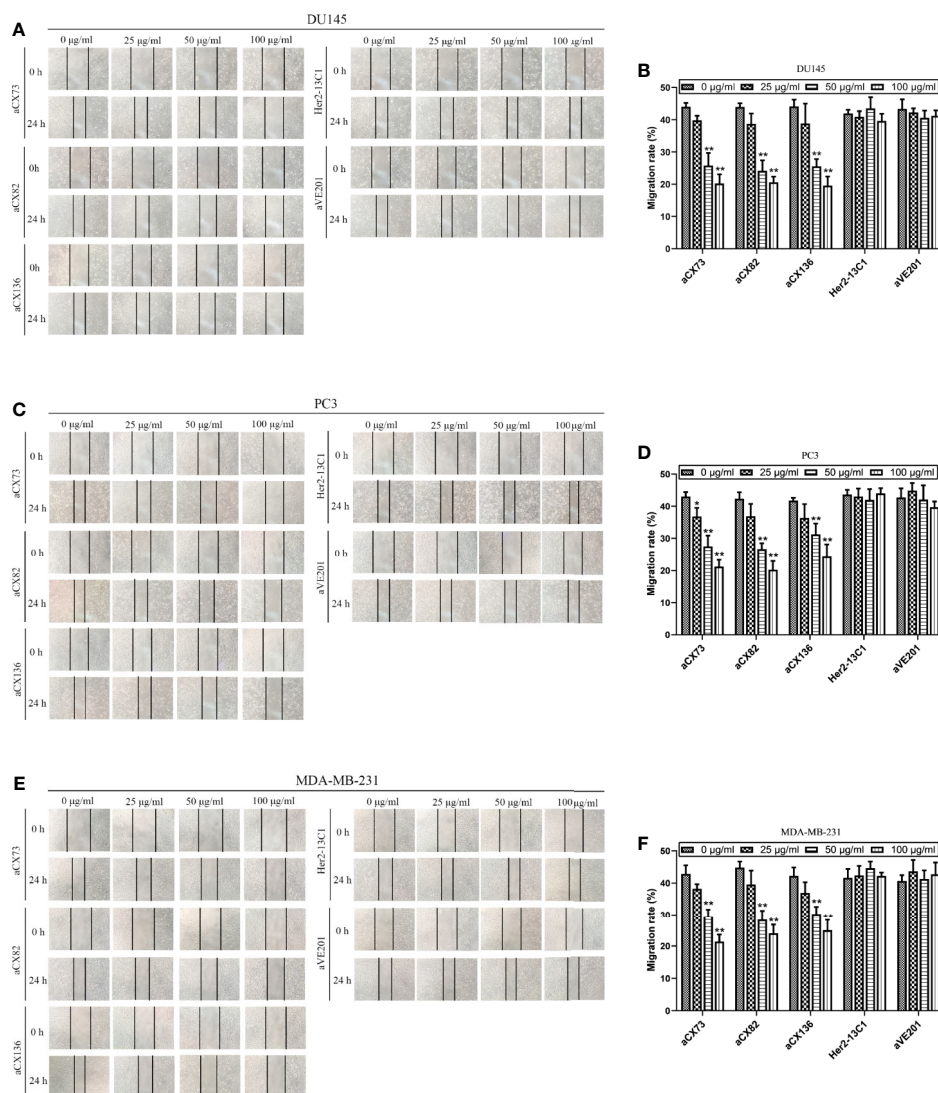 A
DU145
0 µg/ml 25 µg/ml 50 µg/ml 100 µg/ml
0 µg/ml 25 µg/ml 50 µg/ml 100 µg/ml
aCX73
0 h
24 h
aCX82
0h
24 h
aCX136
0h
24 h
Her2-13C1
0 h
24 h
aVE201
0 h
24 h
B
DU145
0 µg/ml 25 µg/ml 50 µg/ml 100 µg/ml
Migration rate (%)
50
40
30
20
10
0
** ** ** ** ** **
aCX73 aCX82 aCX136 Her2-13C1 aVE201
C
PC3
0 µg/ml 25 µg/ml 50 µg/ml 100 µg/ml
0 µg/ml 25 µg/ml 50 µg/ml 100µg/ml
aCX73
0 h
24 h
aCX82
0 h
24 h
aCX136
0 h
24 h
Her2-13C1
0 h
24 h
aVE201
0 h
24 h
D
PC3
0 µg/ml 25 µg/ml 50 µg/ml 100 µg/ml
Migration rate (%)
50
40
30
20
10
0
* ** ** ** ** ** **
aCX73 aCX82 aCX136 Her2-13C1 aVE201
E
MDA-MB-231
0 µg/ml 25 µg/ml 50 µg/ml 100 µg/ml
0 µg/ml 25 µg/ml 50 µg/ml 100µg/ml
aCX73
0 h
24 h
aCX82
0 h
24 h
aCX136
0 h
24 h
Her2-13C1
0 h
24 h
aVE201
0 h
24 h
F
MDA-MB-231
0 µg/ml 25 µg/ml 50 µg/ml 100 µg/ml
Migration rate (%)
50
40
30
20
10
0
** ** ** ** ** **
aCX73 aCX82 aCX136 Her2-13C1 aVE201